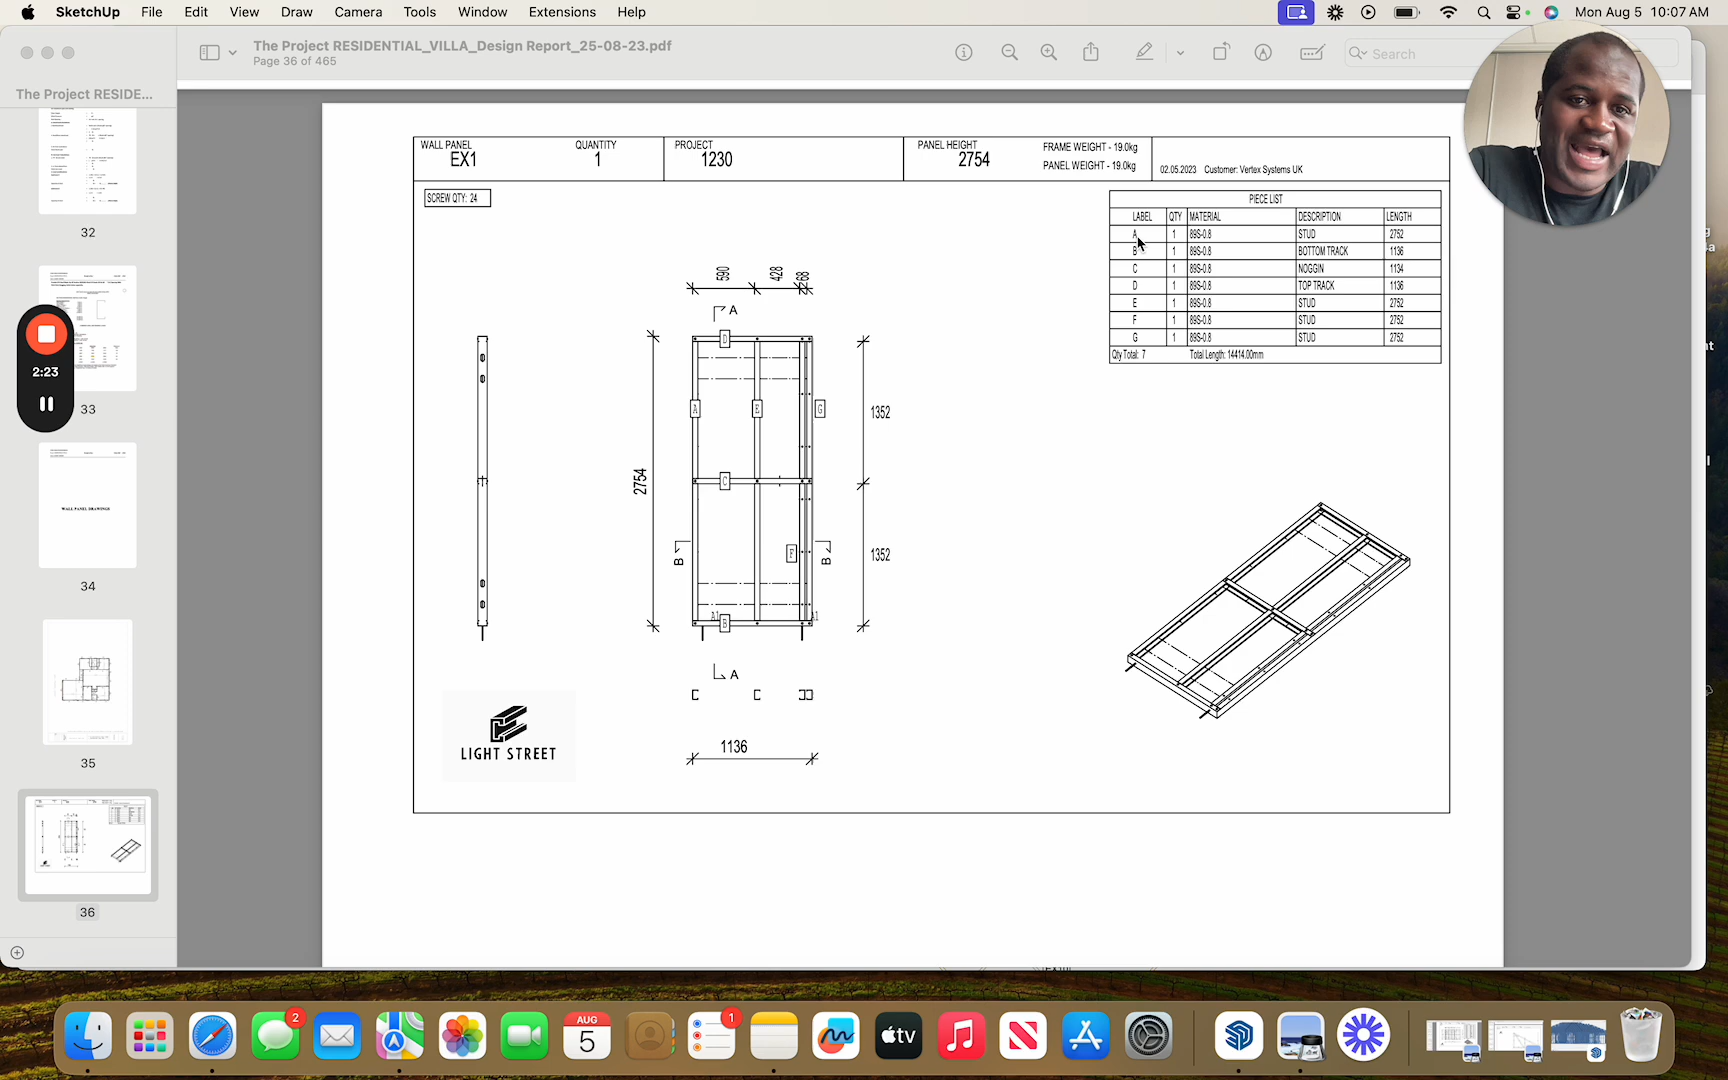 SketchUp File Edit View Draw Camera Tools Window Extensions Help
Mon Aug 5 10:07 AM
The Project RESIDENTIAL_VILLA_Design Report_25-08-23.pdf
Page 36 of 465
Search
The Project RESIDE...
32
33
WALL PANEL DRAWINGS
34
35
36
2:23
WALL PANEL
EX1
QUANTITY
1
PROJECT
1230
PANEL HEIGHT
2754
FRAME WEIGHT - 19.0kg
PANEL WEIGHT - 19.0kg
02.05.2023 Customer: Vertex Systems UK
SCREW QTY: 24
PIECE LIST
LABEL QTY MATERIAL DESCRIPTION LENGTH
A 1 89S-0.8 STUD 2752
B 1 89S-0.8 BOTTOM TRACK 1136
C 1 89S-0.8 NOGGIN 1134
D 1 89S-0.8 TOP TRACK 1136
E 1 89S-0.8 STUD 2752
F 1 89S-0.8 STUD 2752
G 1 89S-0.8 STUD 2752
Qty Total: 7 Total Length: 14414.00mm
590
428
A
D
A
E
G
1352
2754
C
B
F
B
1352
A1
B
A1
A
1136
LIGHT STREET
2
AUG
5
1
tv